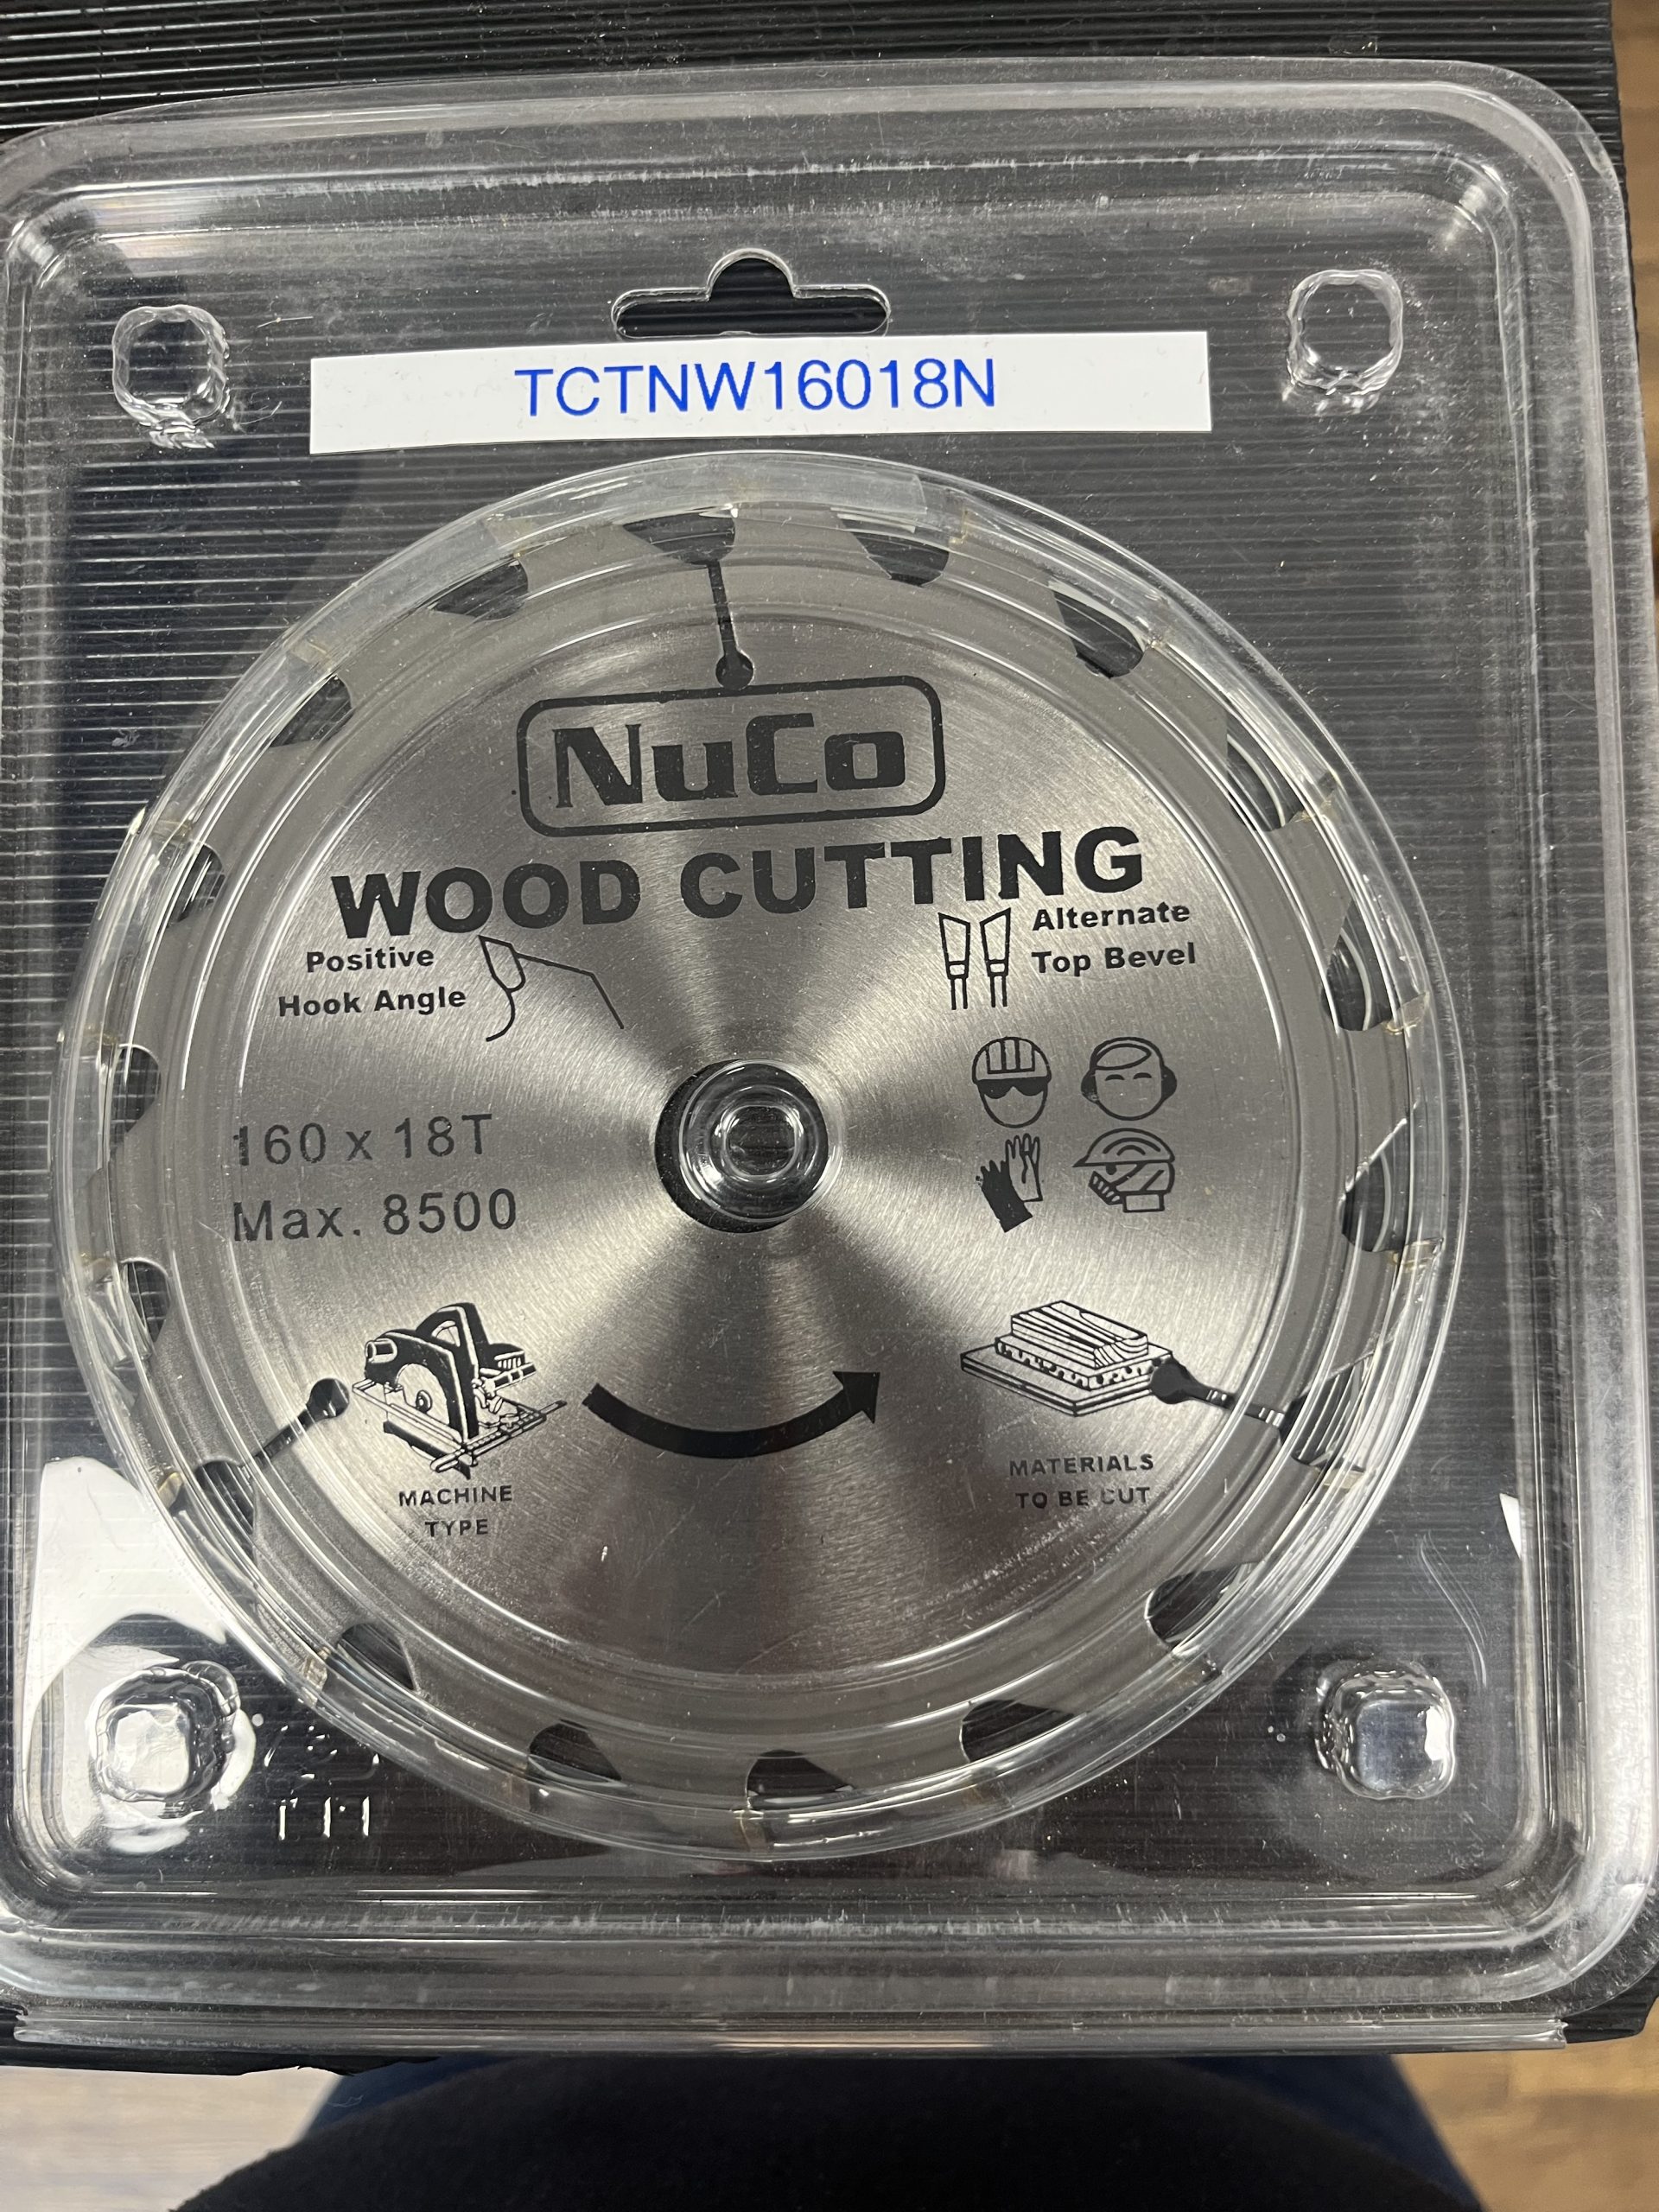 TCTNW16018N
NuCo
WOOD CUTTING
Positive
Hook Angle
Alternate
Top Bevel
160 x 18T
Max. 8500
MACHINE
TYPE
MATERIALS
TO BE CUT